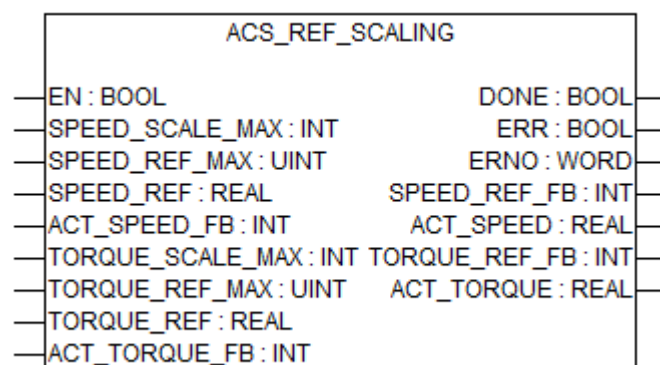 ACS_REF_SCALING
EN : BOOL DONE : BOOL
SPEED_SCALE_MAX : INT ERR : BOOL
SPEED_REF_MAX : UINT ERNO : WORD
SPEED_REF : REAL SPEED_REF_FB : INT
ACT_SPEED_FB : INT ACT_SPEED : REAL
TORQUE_SCALE_MAX : INT TORQUE_REF_FB : INT
TORQUE_REF_MAX : UINT ACT_TORQUE : REAL
TORQUE_REF : REAL
ACT_TORQUE_FB : INT